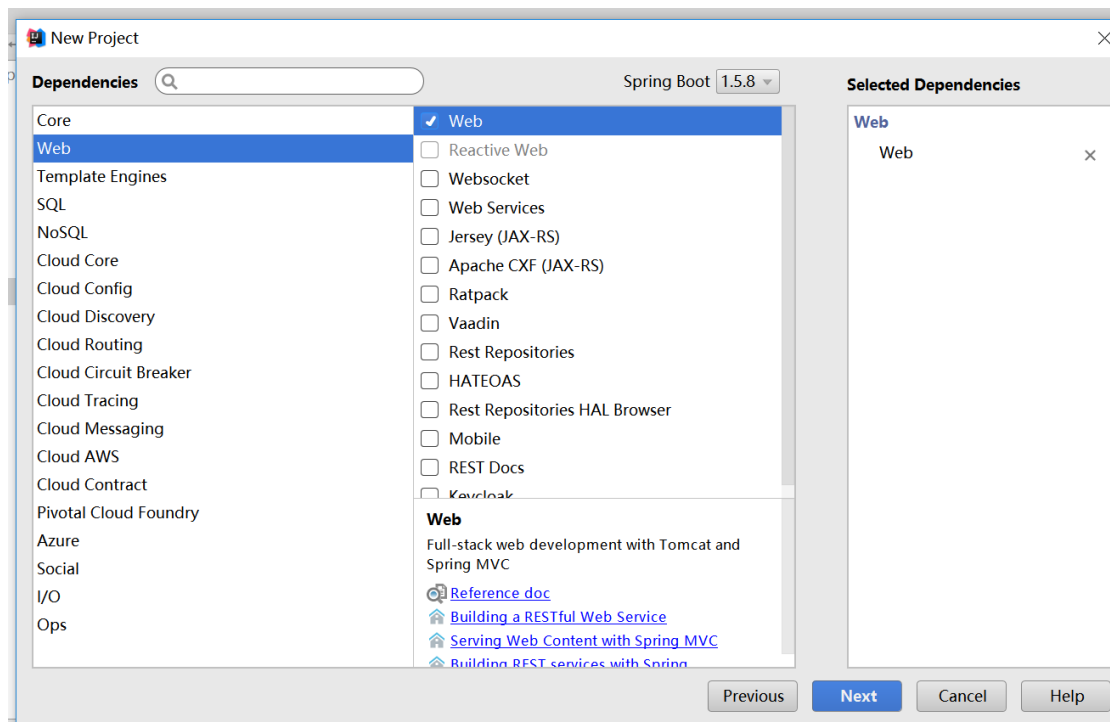 New Project
Dependencies
Spring Boot 1.5.8
Selected Dependencies
Core
Web
Template Engines
SQL
NoSQL
Cloud Core
Cloud Config
Cloud Discovery
Cloud Routing
Cloud Circuit Breaker
Cloud Tracing
Cloud Messaging
Cloud AWS
Cloud Contract
Pivotal Cloud Foundry
Azure
Social
I/O
Ops
Web
Reactive Web
Websocket
Web Services
Jersey (JAX-RS)
Apache CXF (JAX-RS)
Ratpack
Vaadin
Rest Repositories
HATEOAS
Rest Repositories HAL Browser
Mobile
REST Docs
Keycloak
Web
Full-stack web development with Tomcat and
Spring MVC
Reference doc
Building a RESTful Web Service
Serving Web Content with Spring MVC
Building REST services with Spring
Web
Web
Previous
Next
Cancel
Help